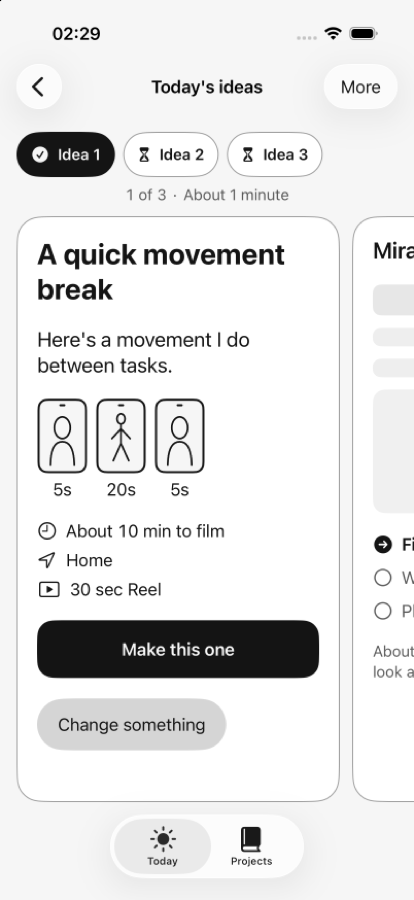 02:29
Today's ideas
More
Idea 1
Idea 2
Idea 3
1 of 3 · About 1 minute
A quick movement
break
Here's a movement I do
between tasks.
5s
20s
5s
About 10 min to film
Home
30 sec Reel
Make this one
Change something
Mira
Fi
W
Pl
About
look a
Today
Projects